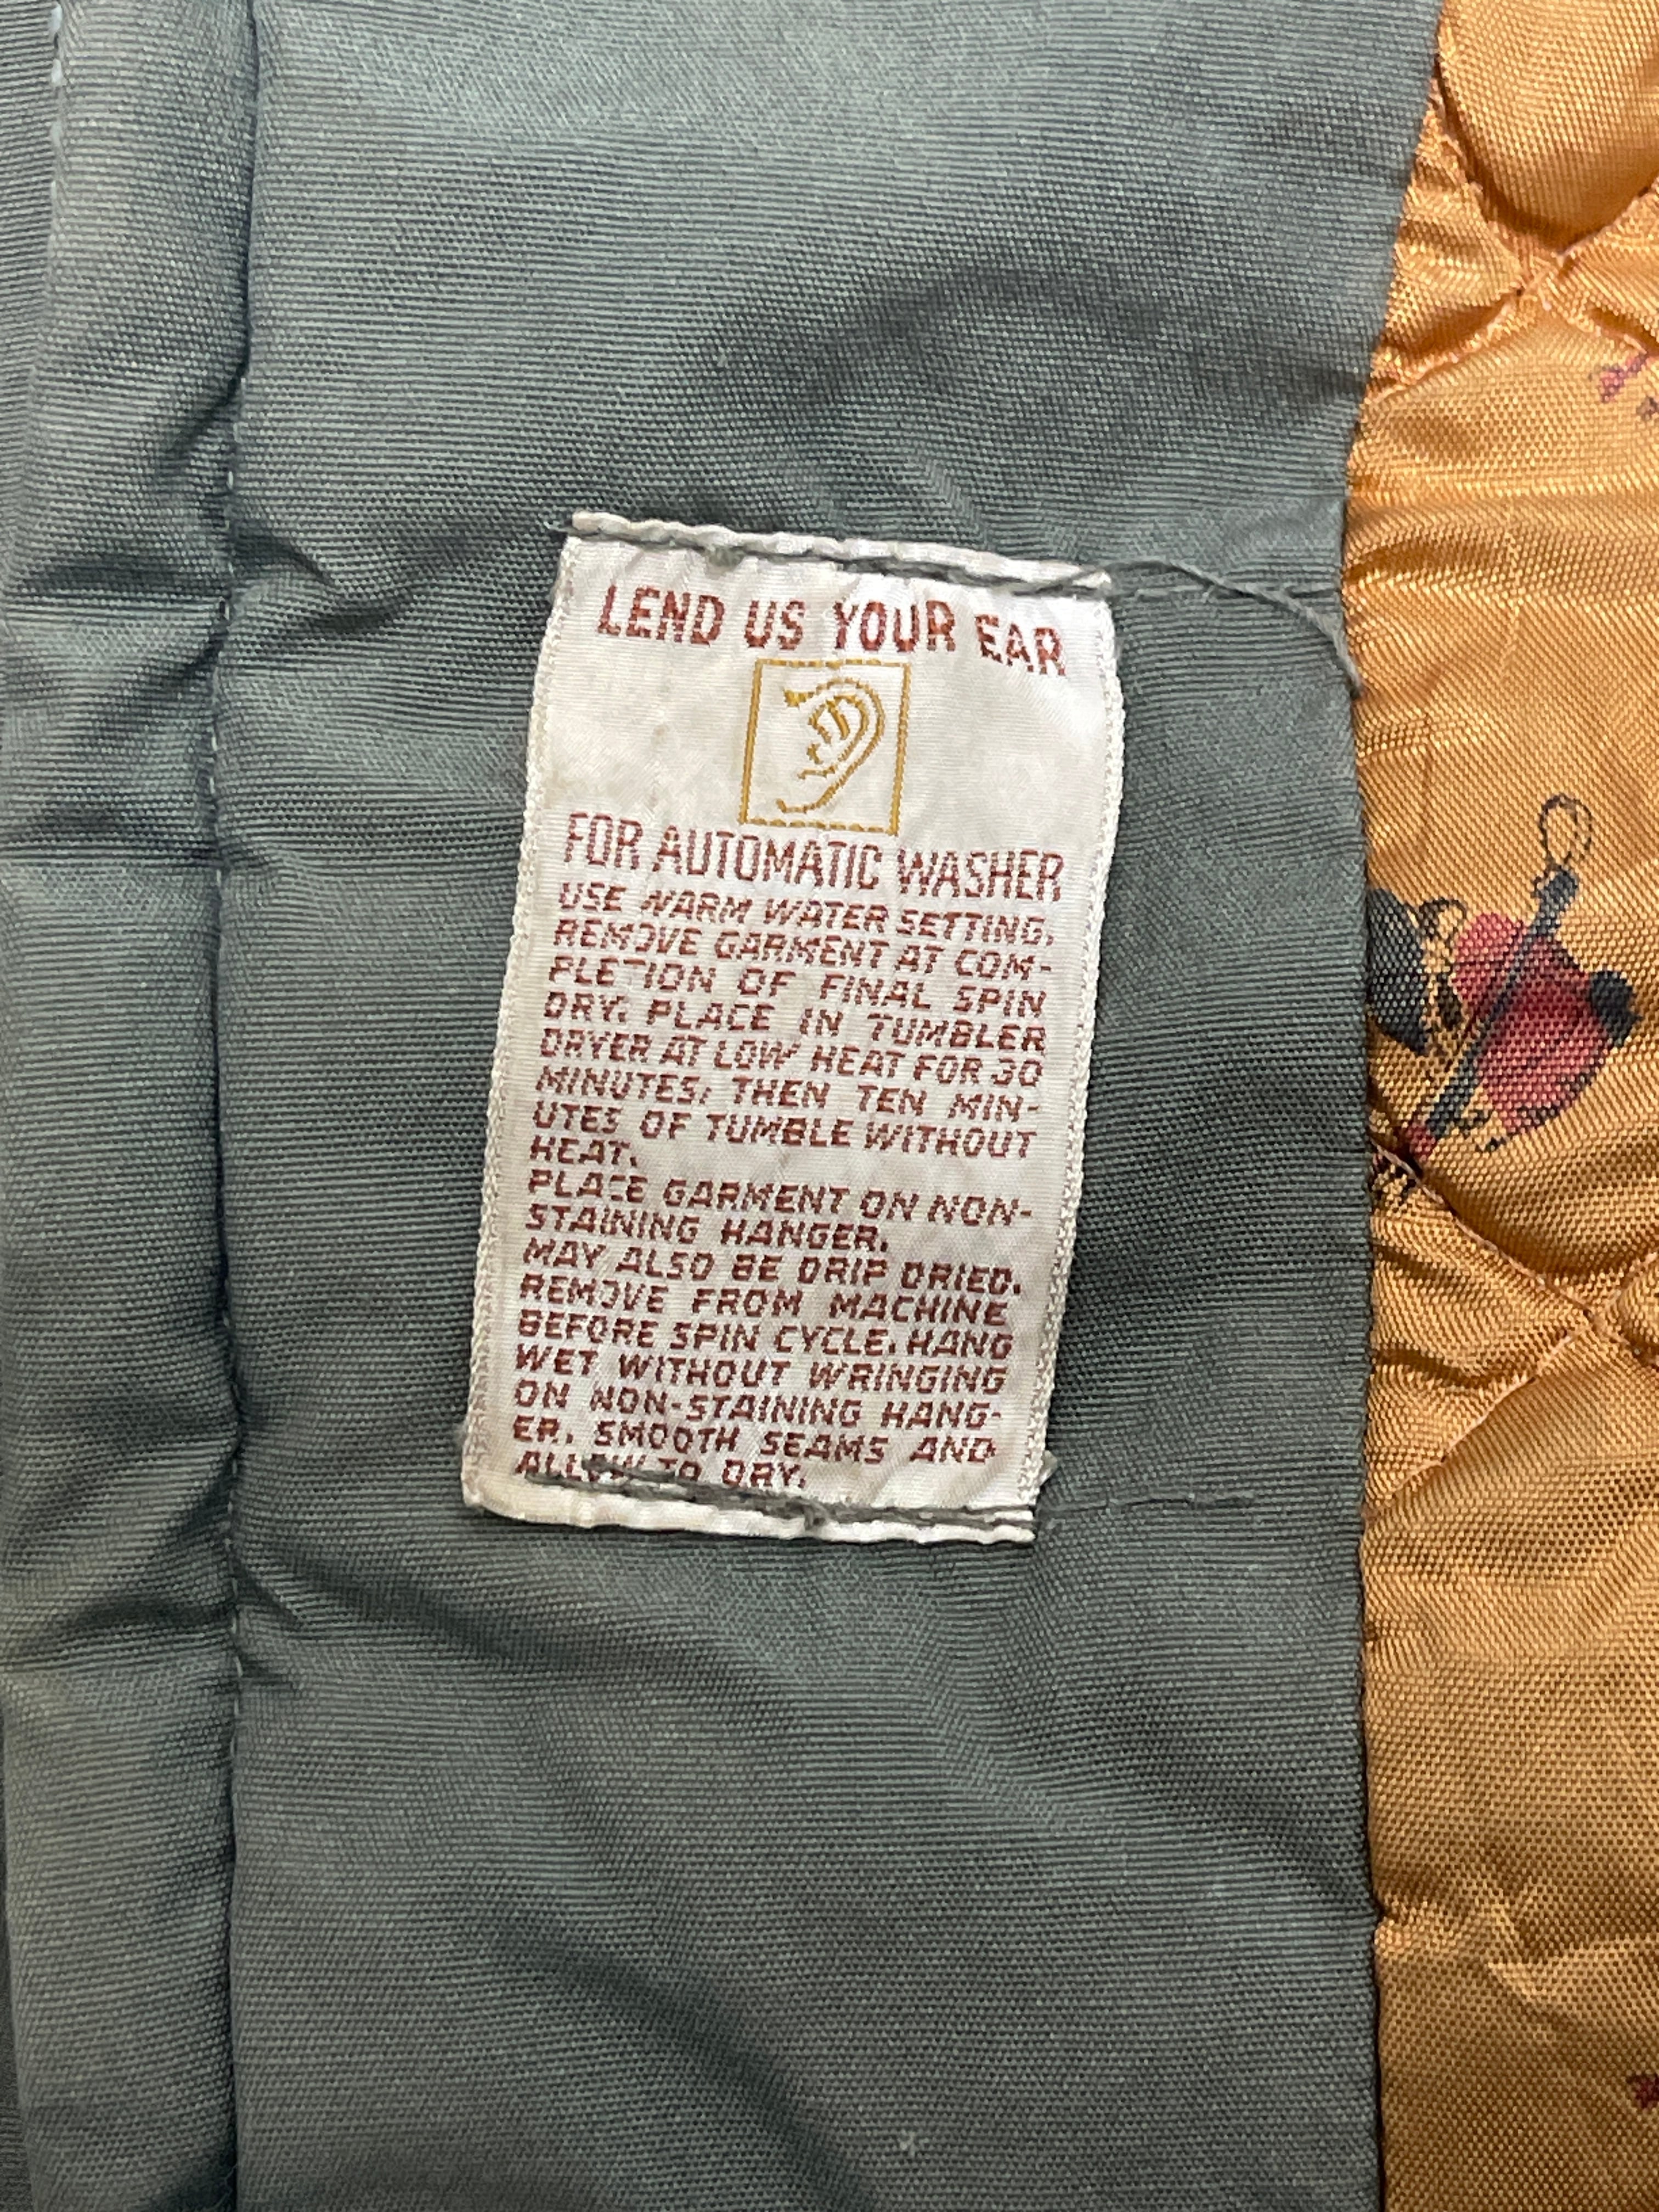 LEND US YOUR EAR
FOR AUTOMATIC WASHER
USE WARM WATER SETTING.
REMOVE GARMENT AT COM-
PLETION OF FINAL SPIN
DRY. PLACE IN TUMBLER
DRYER AT LOW HEAT FOR 30
MINUTES; THEN TEN MIN-
UTES OF TUMBLE WITHOUT
HEAT.
PLACE GARMENT ON NON-
STAINING HANGER.
MAY ALSO BE DRIP DRIED.
REMOVE FROM MACHINE
BEFORE SPIN CYCLE. HANG
WET WITHOUT WRINGING
ON NON-STAINING HANG-
ER. SMOOTH SEAMS AND
ALLOW TO DRY.